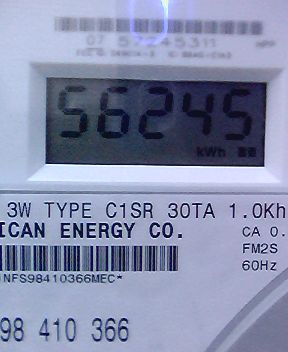 56245
kWh
3W TYPE C1SR 30TA 1.0Kh
ICAN ENERGY CO.
CA 0.
FM2S
60Hz
NFS98410366MEC*
98 410 366